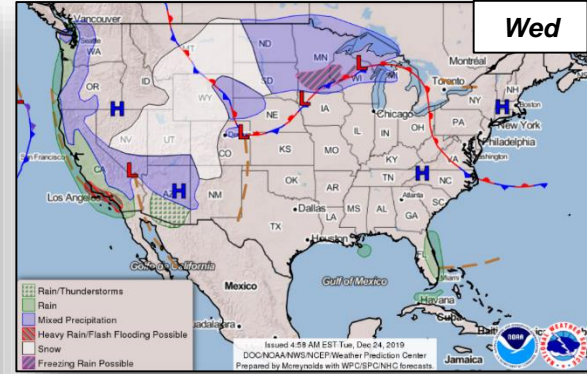 Wed
Vancouver
Seattle
WA
MT
ND
MN
Montréal
OR
ID
SD
WI
MI
Toronto
NH
WY
Boston
NY
NE
IA
Chicago
New York
NV
UT
IL
IN
OH
PA
Philadelphia
San Francisco
CO
KS
MO
KY
VA
Washington
CA
Los Angeles
AZ
NM
OK
AR
TN
NC
Atlanta
SC
TX
Dallas
LA
MS
AL
GA
Houston
FL
Miami
Gulf of Mexico
Mexico
Havana
Jamaica
H
H
H
H
L
L
L
L
Rain/Thunderstorms
Rain
Mixed Precipitation
Heavy Rain/Flash Flooding Possible
Snow
Freezing Rain Possible
Issued 4:58 AM EST Tue, Dec 24, 2019
DOC/NOAA/NWS/NCEP/Weather Prediction Center
Prepared by Mcreynolds with WPC/SPC/NHC forecasts.
NOAA